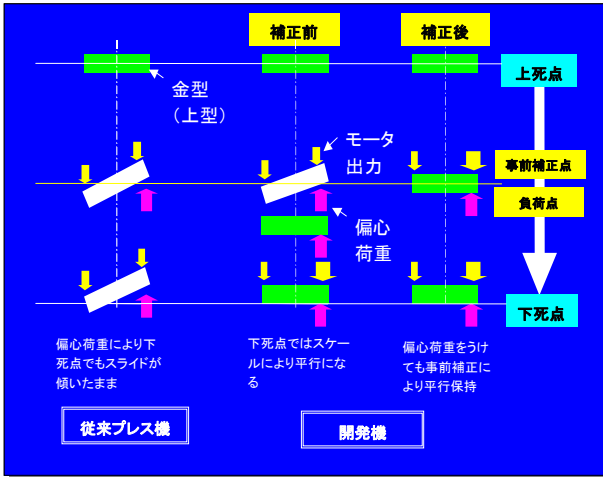 補正前
補正後
上死点
金型
（上型）
モータ
出力
事前補正点
負荷点
偏心
荷重
下死点
偏心荷重により下
死点でもスライドが
傾いたまま
下死点ではスケー
ルにより平行にな
る
偏心荷重をうけ
ても事前補正に
より平行保持
従来プレス機
開発機